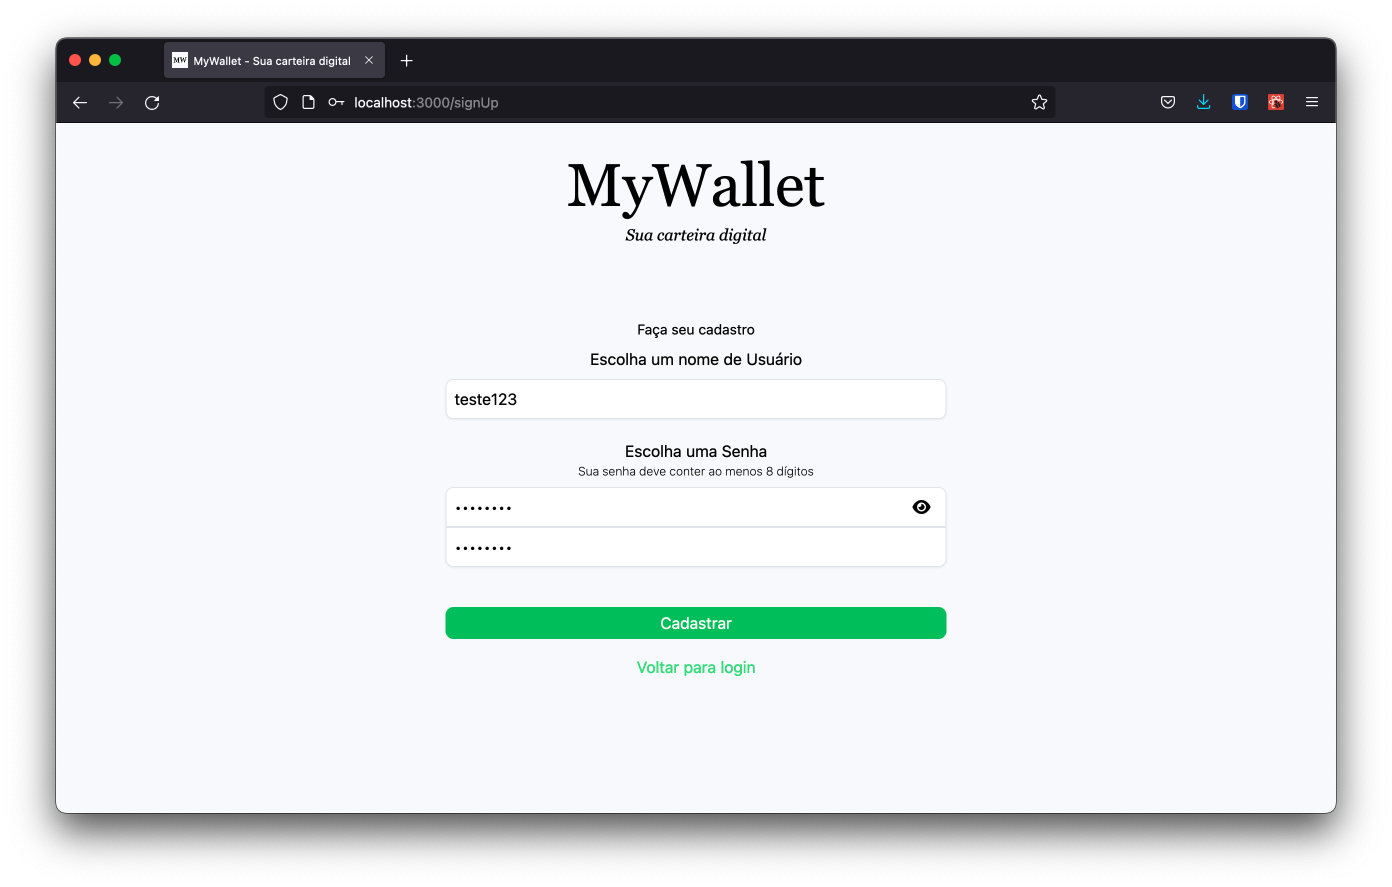 MW MyWallet - Sua carteira digital
localhost:3000/signUp
MyWallet
Sua carteira digital
Faça seu cadastro
Escolha um nome de Usuário
teste123
Escolha uma Senha
Sua senha deve conter ao menos 8 dígitos
••••••••
••••••••
Cadastrar
Voltar para login